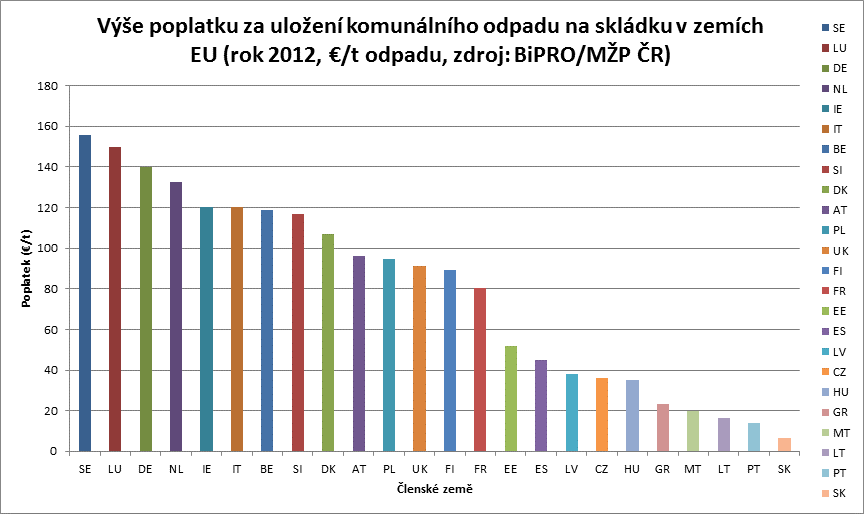 Výše poplatku za uložení komunálního odpadu na skládku v zemích
EU (rok 2012, €/t odpadu, zdroj: BiPRO/MŽP ČR)
Poplatek (€/t)
180
160
140
120
100
80
60
40
20
0
SE LU DE NL IE IT BE SI DK AT PL UK FI FR EE ES LV CZ HU GR MT LT PT SK
Členské země
SE
LU
DE
NL
IE
IT
BE
SI
DK
AT
PL
UK
FI
FR
EE
ES
LV
CZ
HU
GR
MT
LT
PT
SK